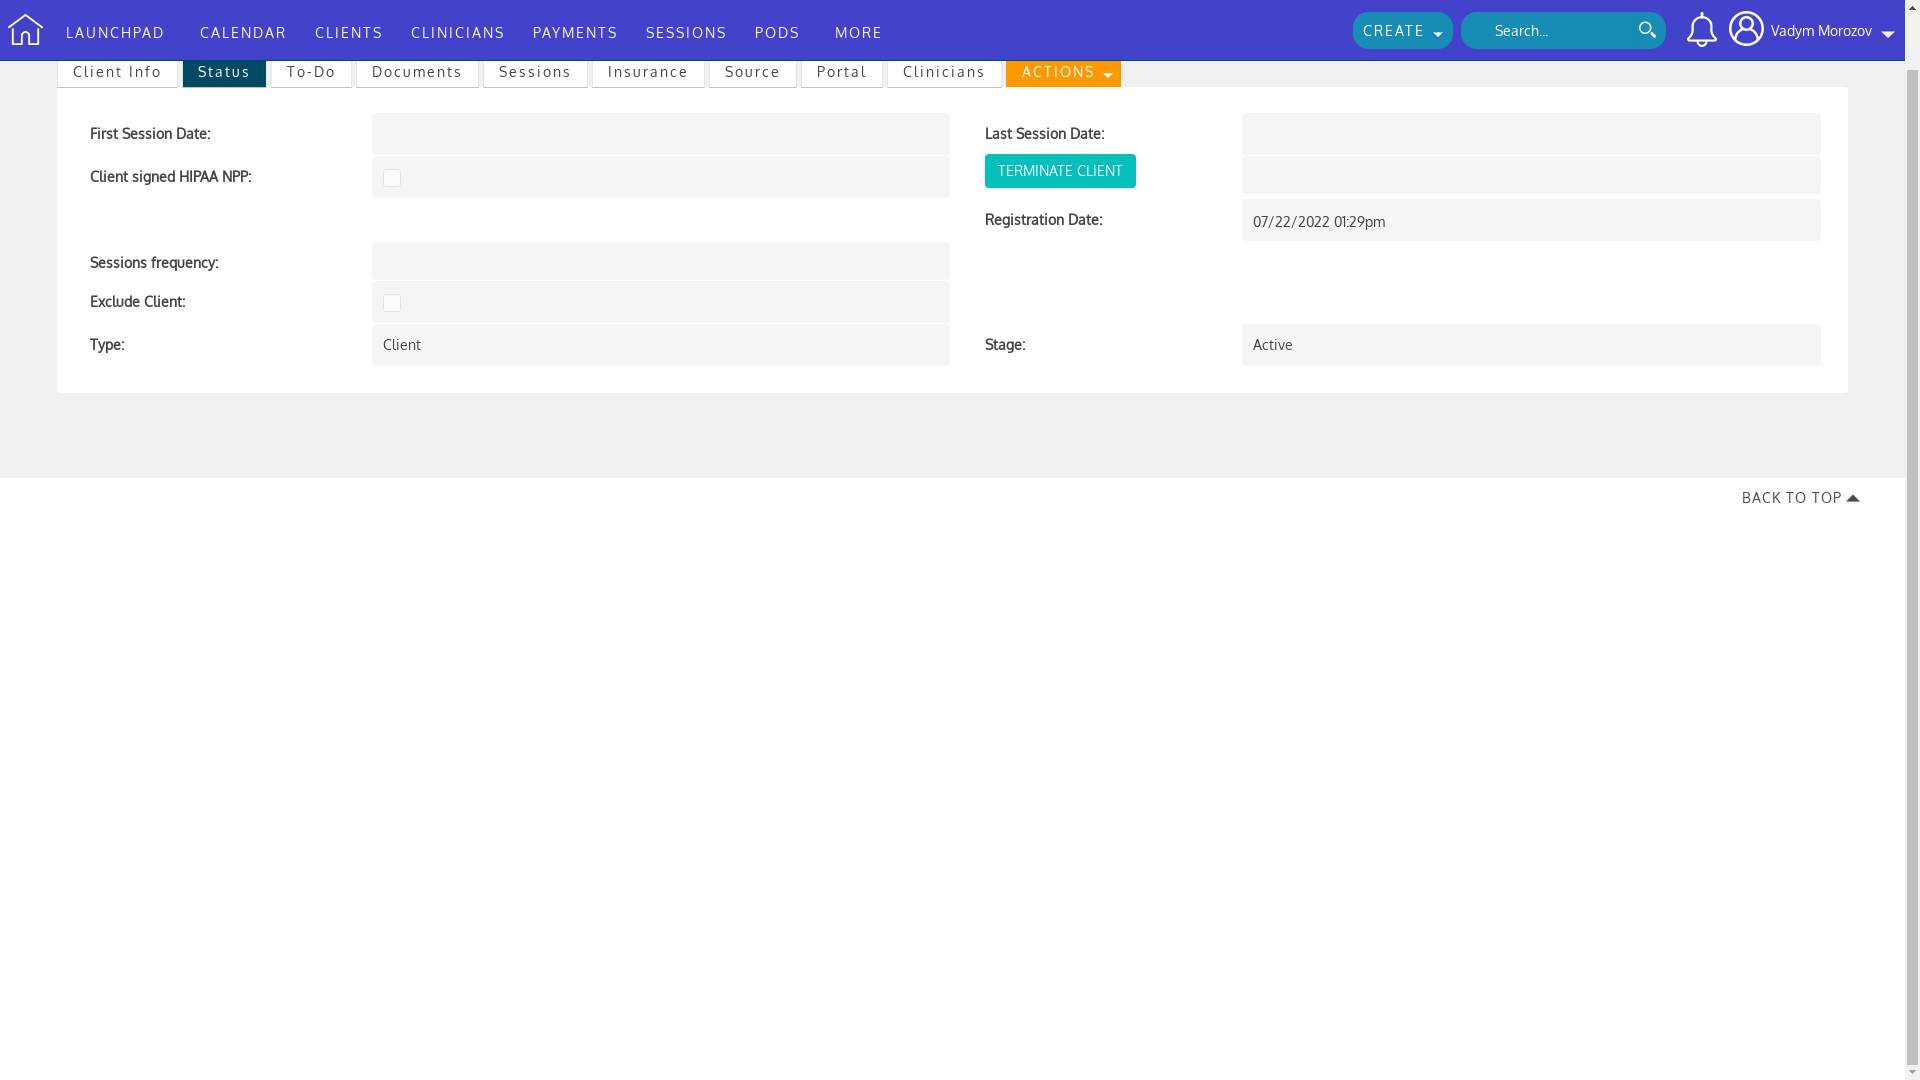 LAUNCHPAD CALENDAR CLIENTS CLINICIANS PAYMENTS SESSIONS PODS MORE CREATE Search... Vadym Morozov
Client Info Status To-Do Documents Sessions Insurance Source Portal Clinicians ACTIONS
First Session Date: Last Session Date:
Client signed HIPAA NPP: TERMINATE CLIENT
Registration Date: 07/22/2022 01:29pm
Sessions frequency:
Exclude Client:
Type: Client Stage: Active
BACK TO TOP